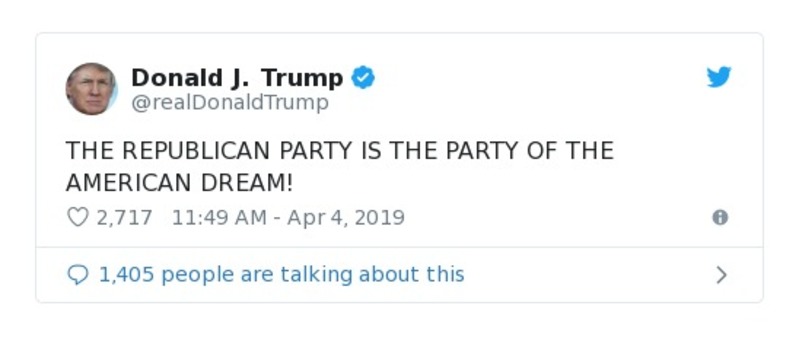 Donald J. Trump
@realDonaldTrump
THE REPUBLICAN PARTY IS THE PARTY OF THE
AMERICAN DREAM!
2,717 11:49 AM - Apr 4, 2019
1,405 people are talking about this